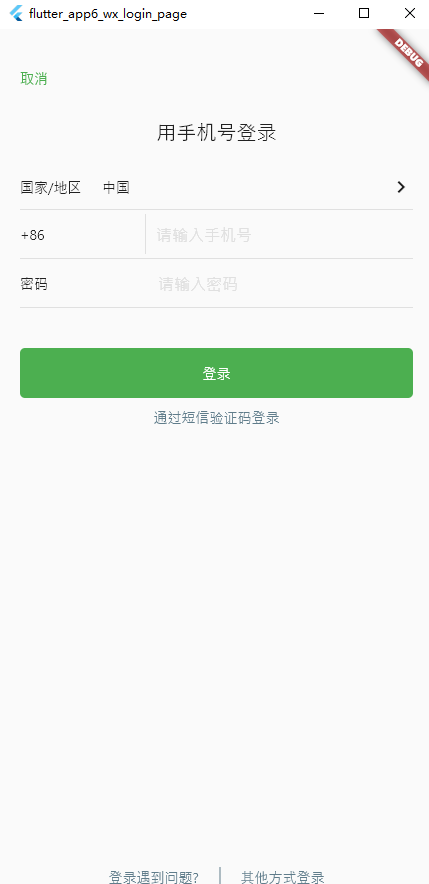 flutter_app6_wx_login_page
DEBUG
取消
用手机号登录
国家/地区 中国
+86 请输入手机号
密码 请输入密码
登录
通过短信验证码登录
登录遇到问题? 其他方式登录